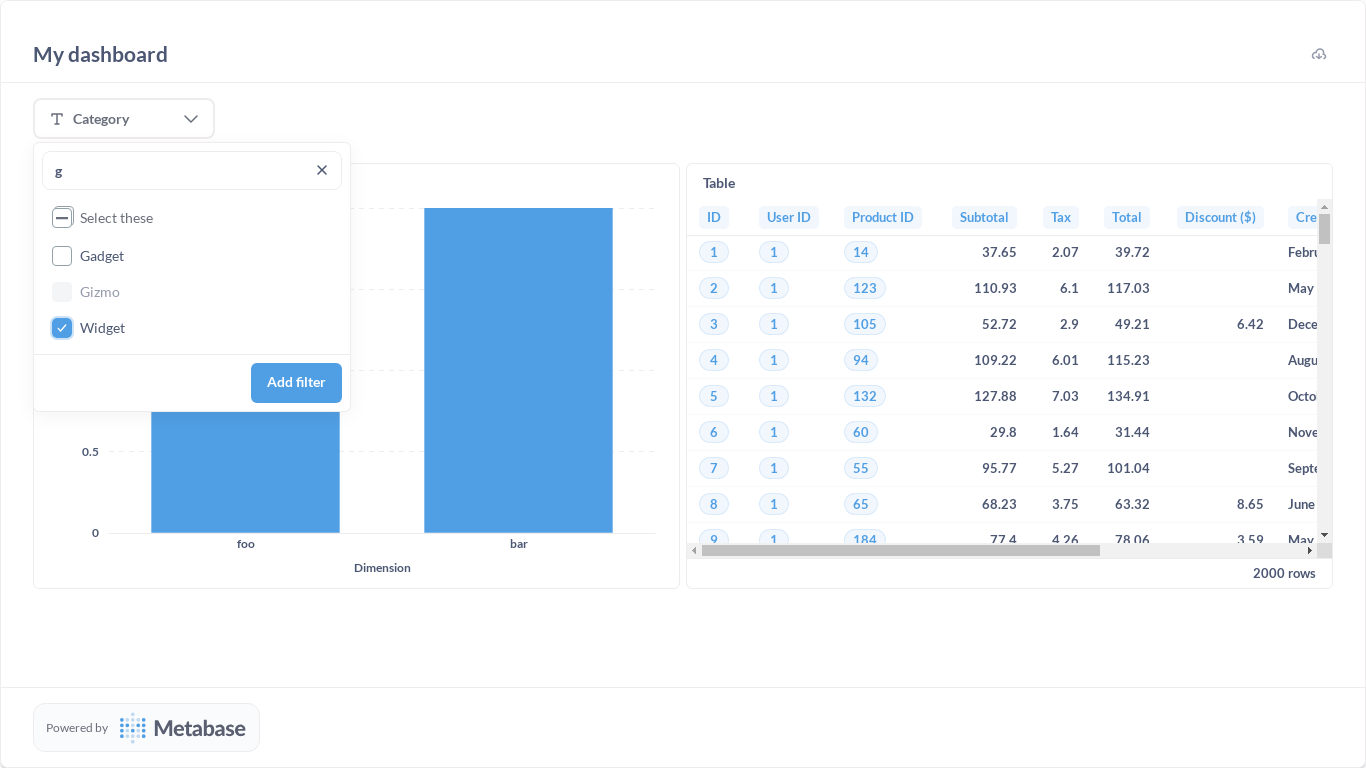 My dashboard
Category
g
Select these
Gadget
Gizmo
Widget
Add filter
0.5
0
foo bar
Dimension
Table
ID User ID Product ID Subtotal Tax Total Discount ($) Cre
1 1 14 37.65 2.07 39.72 Febru
2 1 123 110.93 6.1 117.03 May
3 1 105 52.72 2.9 49.21 6.42 Dece
4 1 94 109.22 6.01 115.23 Augu
5 1 132 127.88 7.03 134.91 Octo
6 1 60 29.8 1.64 31.44 Nove
7 1 55 95.77 5.27 101.04 Septe
8 1 65 68.23 3.75 63.32 8.65 June
9 1 184 77.4 4.26 78.06 3.59 May
2000 rows
Powered by Metabase